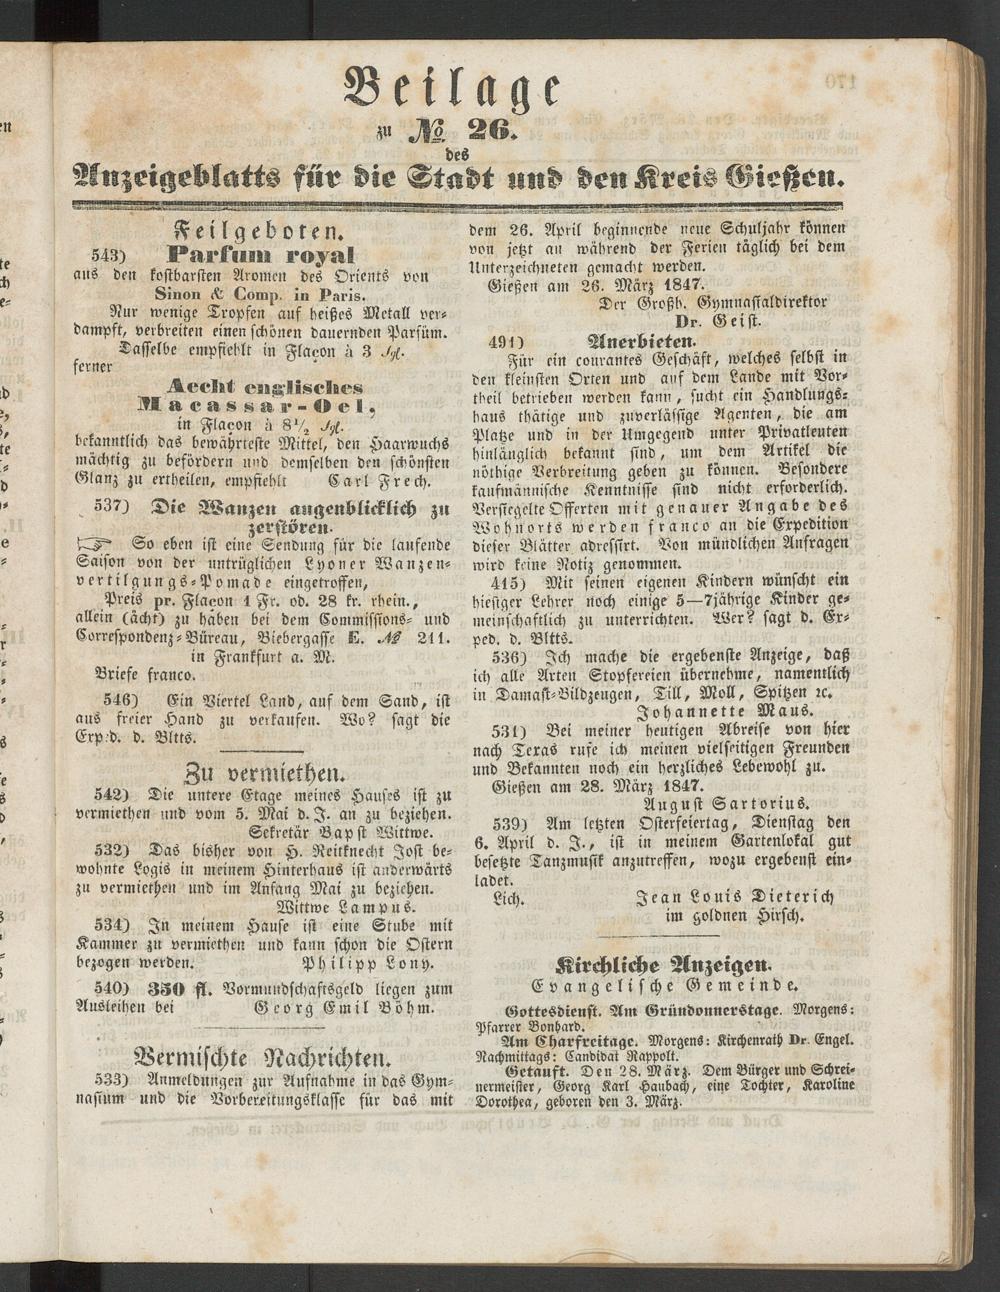 Beilage
zu No. 26.
des
Anzeigeblatts für die Stadt und den Kreis Gießen.
Feilgeboten.
543) Parfum royal
aus den kostbarsten Aromen des Orients von
Sinon & Comp. in Paris.
Nur wenige Tropfen auf heißes Metall ver-
dampft, verbreiten einen schönen dauernden Parfüm.
Dasselbe empfiehlt in Flaçon à 3 Sgl.
ferner
Aecht englisches
Macassar-Oel,
in Flaçon à 8½ Sgl.
bekanntlich das bewährteste Mittel, den Haarwuchs
mächtig zu befördern und demselben den schönsten
Glanz zu ertheilen, empfiehlt Carl Frech.
537) Die Wanzen augenblicklich zu
zerstören.
☞ So eben ist eine Sendung für die laufende
Saison von der untrüglichen Lyoner Wanzen-
vertilgungs-Pomade eingetroffen,
Preis pr. Flacon 1 Fr. od. 28 kr. rhein.,
allein (ächt) zu haben bei dem Commissions- und
Correspondenz-Büreau, Biebergasse E. № 211.
in Frankfurt a. M.
Briefe franco.
546) Ein Viertel Land, auf dem Sand, ist
aus freier Hand zu verkaufen. Wo? sagt die
Exp.d. d. Bltts.
Zu vermiethen.
542) Die untere Etage meines Hauses ist zu
vermiethen und vom 5. Mai d. J. an zu beziehen.
Sekretär Bapst Wittwe.
532) Das bisher von H. Reitknecht Jost be-
wohnte Logis in meinem Hinterhaus ist anderwärts
zu vermiethen und im Anfang Mai zu beziehen.
Wittwe Lampus.
534) In meinem Hause ist eine Stube mit
Kammer zu vermiethen und kann schon die Ostern
bezogen werden. Philipp Lony.
540) 350 fl. Vormundschaftsgeld liegen zum
Ausleihen bei Georg Emil Böhm.
Vermischte Nachrichten.
533) Anmeldungen zur Aufnahme in das Gym-
nasium und die Vorbereitungsklasse für das mit
dem 26. April beginnende neue Schuljahr können
von jetzt an während der Ferien täglich bei dem
Unterzeichneten gemacht werden.
Gießen am 26. März 1847.
Der Großh. Gymnasialdirektor
Dr. Geist.
491) Anerbieten.
Für ein courantes Geschäft, welches selbst in
den kleinsten Orten und auf dem Lande mit Vor-
theil betrieben werden kann, sucht ein Handlungs-
haus thätige und zuverlässige Agenten, die am
Platze und in der Umgegend unter Privatleuten
hinlänglich bekannt sind, um dem Artikel die
nöthige Verbreitung geben zu können. Besondere
kaufmännische Kenntnisse sind nicht erforderlich.
Versiegelte Offerten mit genauer Angabe des
Wohnorts werden franco an die Expedition
dieser Blätter adressirt. Von mündlichen Anfragen
wird keine Notiz genommen.
415) Mit seinen eigenen Kindern wünscht ein
hiesiger Lehrer noch einige 5—7jährige Kinder ge-
meinschaftlich zu unterrichten. Wer? sagt d. Ex-
ped. d. Bltts.
536) Ich mache die ergebenste Anzeige, daß
ich alle Arten Stopfereien übernehme, namentlich
in Damast-Bildzeugen, Till, Moll, Spitzen ꝛc.
Johannette Maus.
531) Bei meiner heutigen Abreise von hier
nach Texas rufe ich meinen vielseitigen Freunden
und Bekannten noch ein herzliches Lebewohl zu.
Gießen am 28. März 1847.
August Sartorius.
539) Am letzten Osterfeiertag, Dienstag den
6. April d. J., ist in meinem Gartenlokal gut
besetzte Tanzmusik anzutreffen, wozu ergebenst ein-
ladet.
Lich. Jean Louis Dieterich
im goldnen Hirsch.
Kirchliche Anzeigen.
Evangelische Gemeinde.
Gottesdienst. Am Gründonnerstage. Morgens:
Pfarrer Bonhard.
Am Charfreitage. Morgens: Kirchenrath Dr. Engel.
Nachmittags: Candidat Rappolt.
Getauft. Den 28. März. Dem Bürger und Schrei-
nermeister, Georg Karl Haubach, eine Tochter, Karoline
Dorothea, geboren den 3. März.